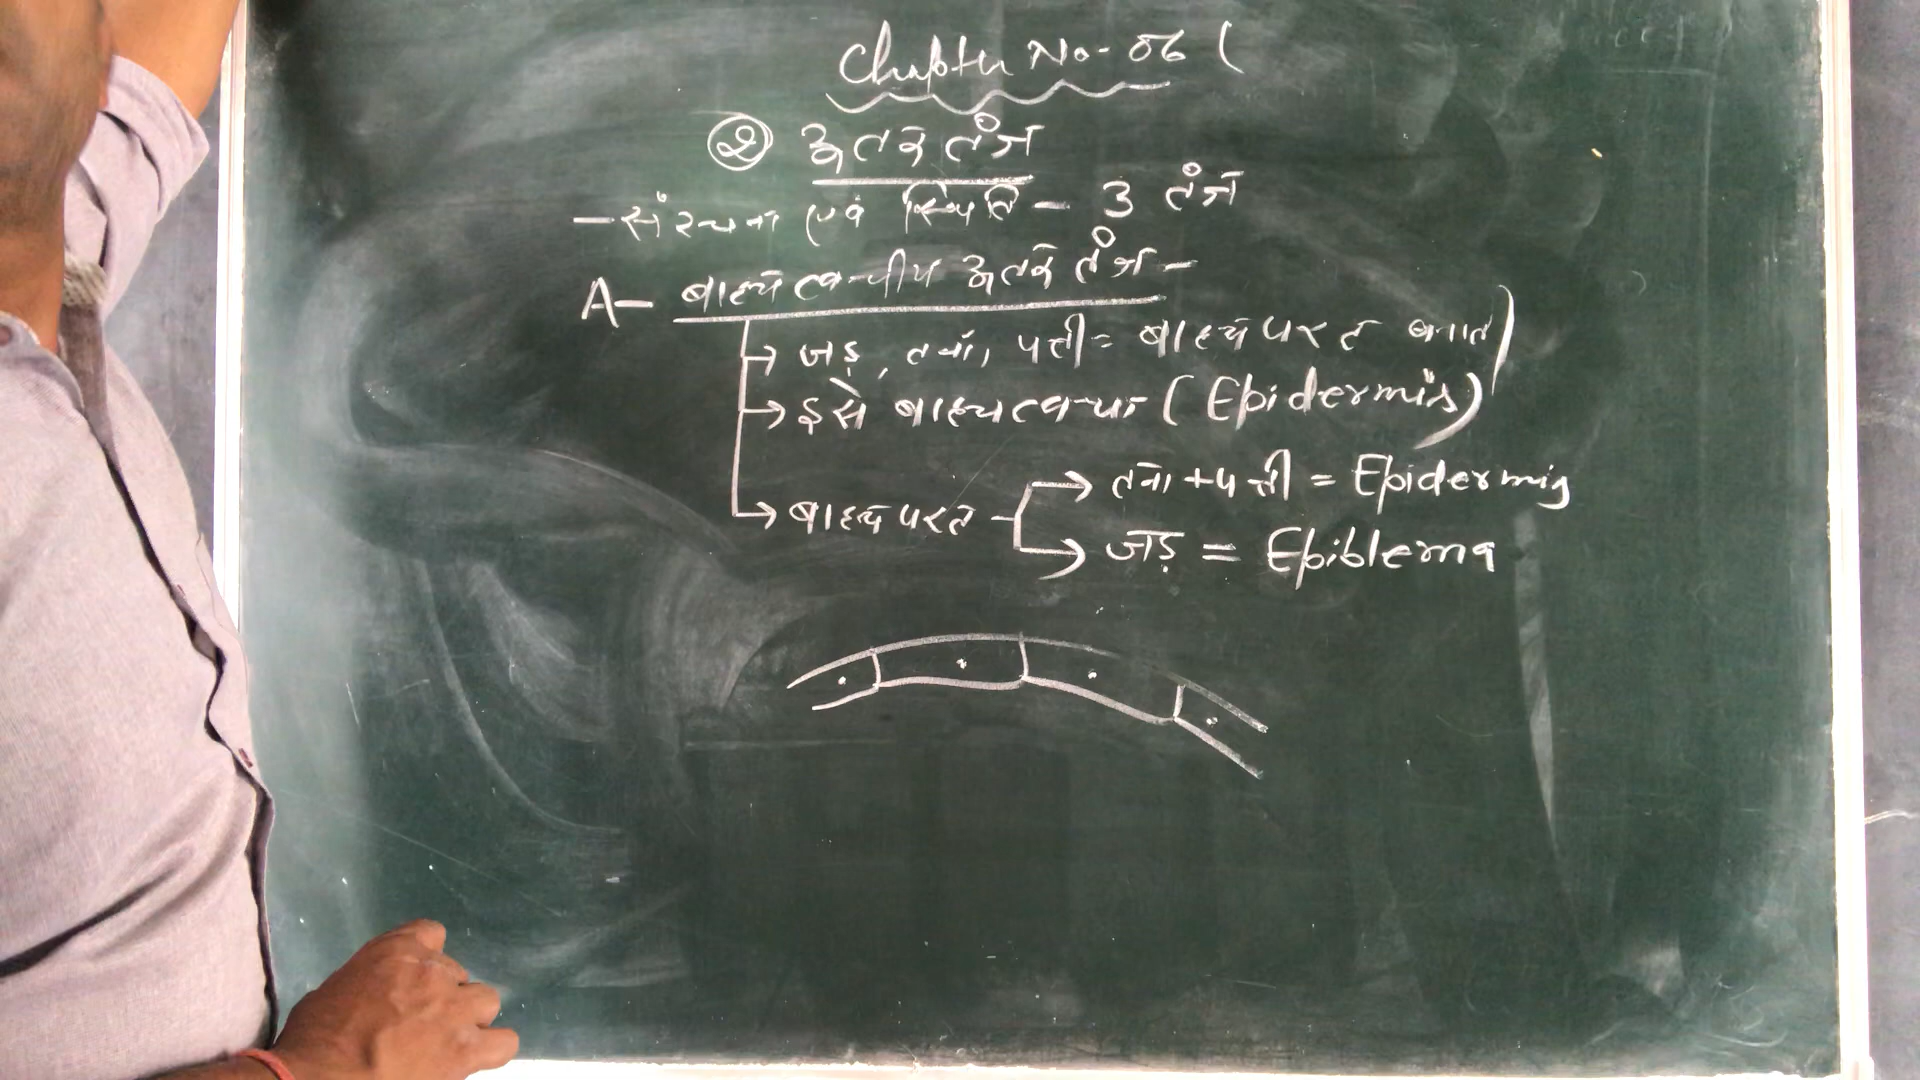 Chapter No- 06 (
② ऊतक तंत्र
- संरचना एवं स्थिति - 3 तंत्र
A- बाह्य त्वचीय ऊतक तंत्र -
→ जड़, तना, पत्ती = बाह्य परत बनाते
→ इसे बाह्यत्वचा (Epidermis)
→ बाह्य परत
→ तना + पत्ती = Epidermis
→ जड़ = Epiblema